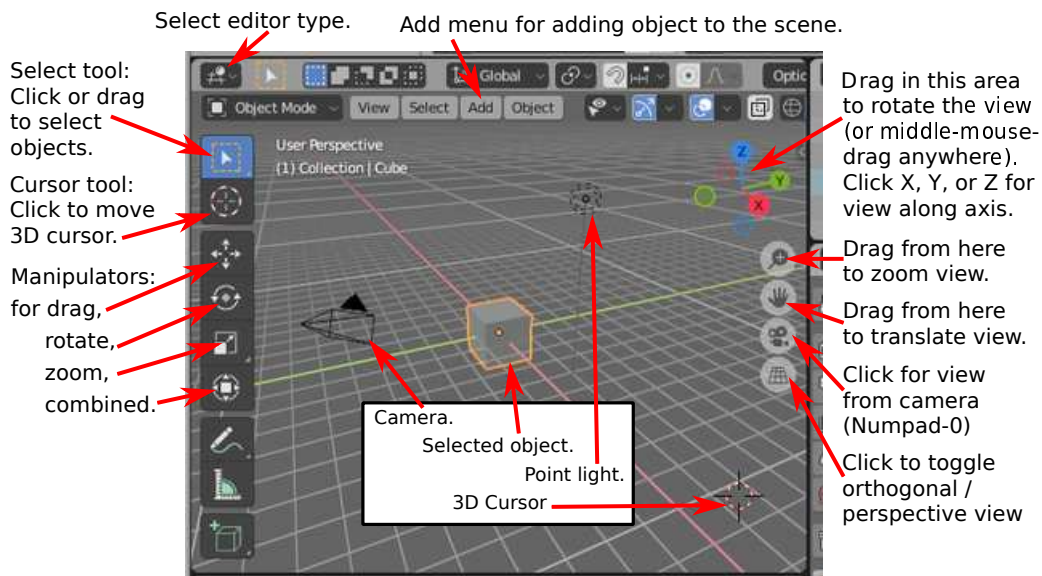 Select editor type.
Add menu for adding object to the scene.
Select tool:
Click or drag
to select
objects.
Cursor tool:
Click to move
3D cursor.
Manipulators:
for drag,
rotate,
zoom,
combined.
Global
Optic
Object Mode
View
Select
Add
Object
User Perspective
(1) Collection | Cube
Z
Y
X
Camera.
Selected object.
Point light.
3D Cursor
Drag in this area
to rotate the view
(or middle-mouse-
drag anywhere).
Click X, Y, or Z for
view along axis.
Drag from here
to zoom view.
Drag from here
to translate view.
Click for view
from camera
(Numpad-0)
Click to toggle
orthogonal /
perspective view